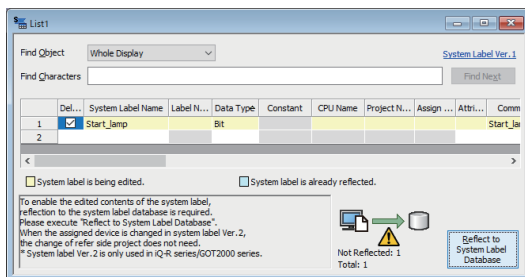 List1
Find Object Whole Display System Label Ver.1
Find Characters Find Next
Del... System Label Name Label N... Data Type Constant CPU Name Project N... Assign ... Attri... Comm
1 Start_lamp Bit Start_la
2
System label is being edited. System label is already reflected.
To enable the edited contents of the system label,
reflection to the system label database is required.
Please execute "Reflect to System Label Database".
When the assigned device is changed in system label Ver.2,
the change of refer side project does not need.
* System label Ver.2 is only used in iQ-R series/GOT2000 series.
Not Reflected: 1
Total: 1
Reflect to
System Label
Database